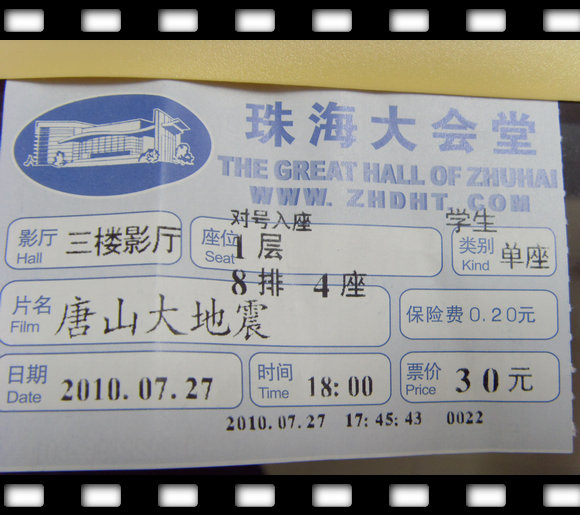 珠海大会堂
THE GREAT HALL OF ZHUHAI
WWW. ZHDHT. COM
影厅 Hall 三楼影厅
对号入座
座位 Seat 1层
8排 4座
学生
类别 Kind 单座
片名 Film 唐山大地震
保险费0.20元
日期 Date 2010.07.27
时间 Time 18:00
票价 Price 30元
2010.07.27 17:45:43 0022